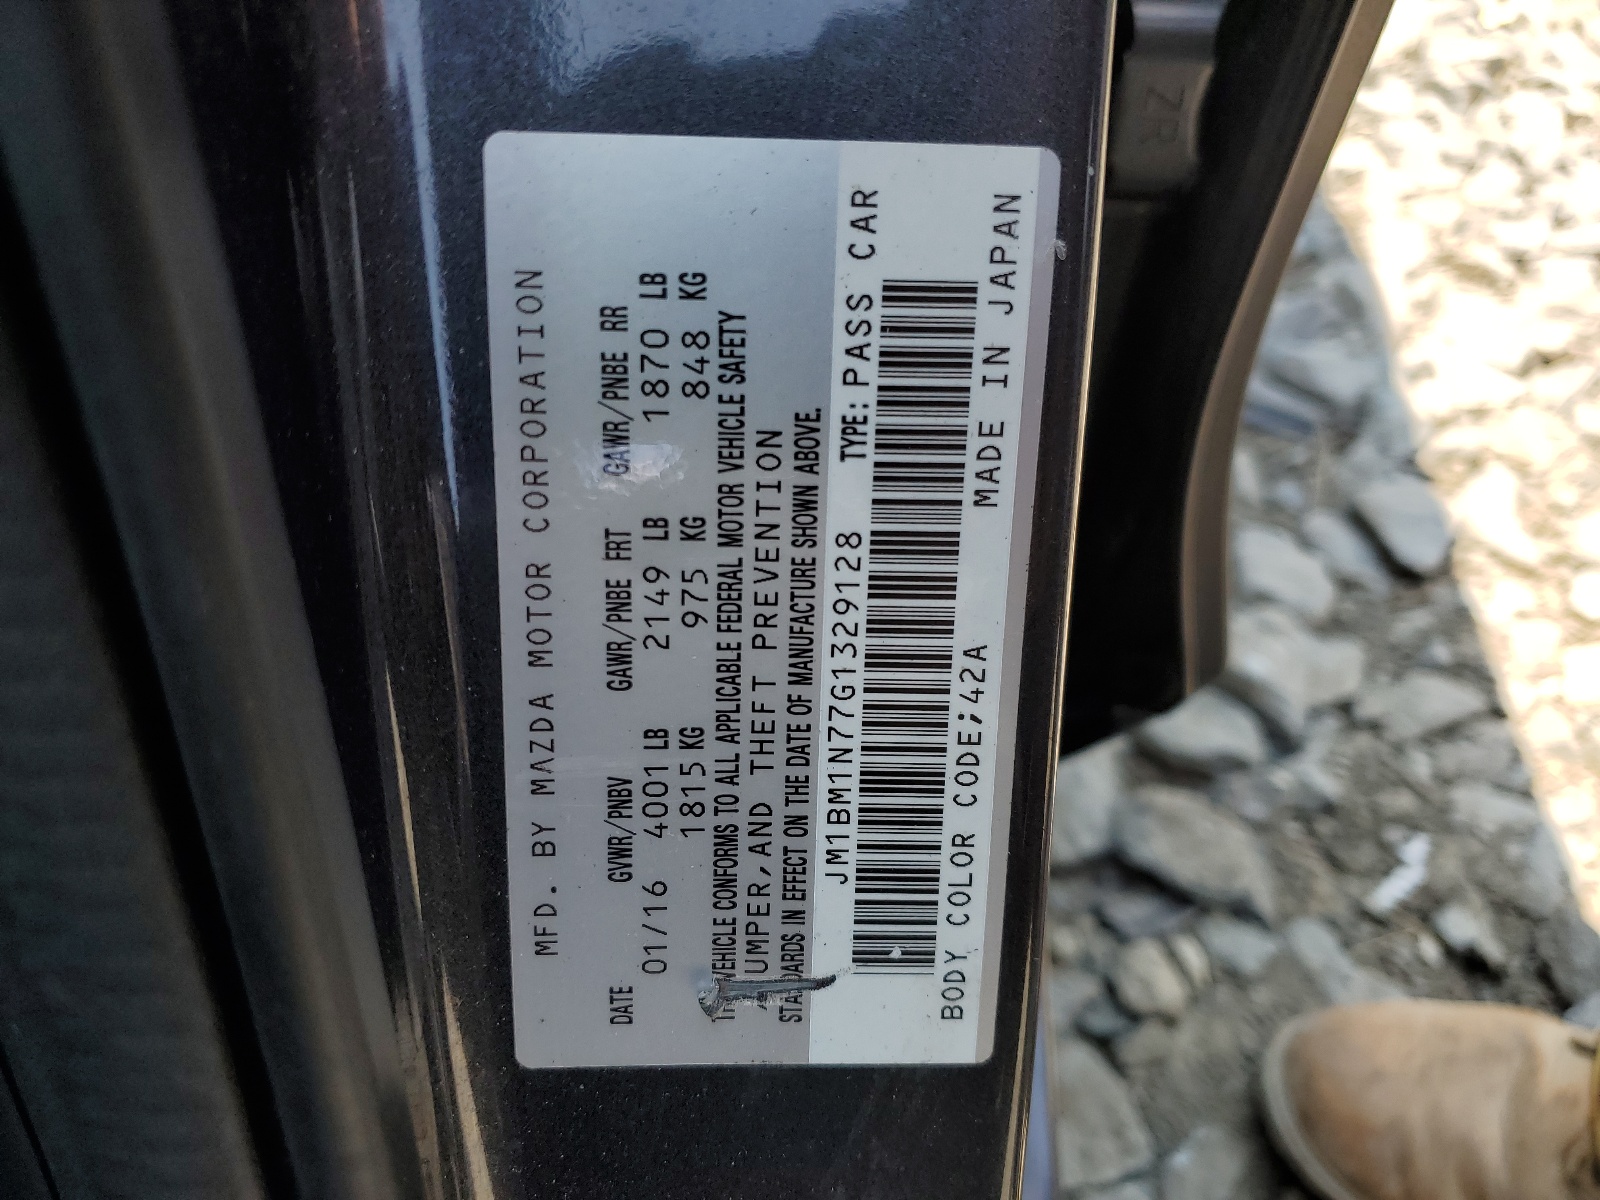 MFD. BY MAZDA MOTOR CORPORATION
DATE GVWR/PNBV GAWR/PNBE FRT GAWR/PNBE RR
01/16 4001 LB 2149 LB 1870 LB
1815 KG 975 KG 848 KG
VEHICLE CONFORMS TO ALL APPLICABLE FEDERAL MOTOR VEHICLE SAFETY
UMPER, AND THEFT PREVENTION
STANDARDS IN EFFECT ON THE DATE OF MANUFACTURE SHOWN ABOVE.
JM1BM1N77G1329128 TYPE: PASS CAR
BODY COLOR CODE;42A MADE IN JAPAN
ZR